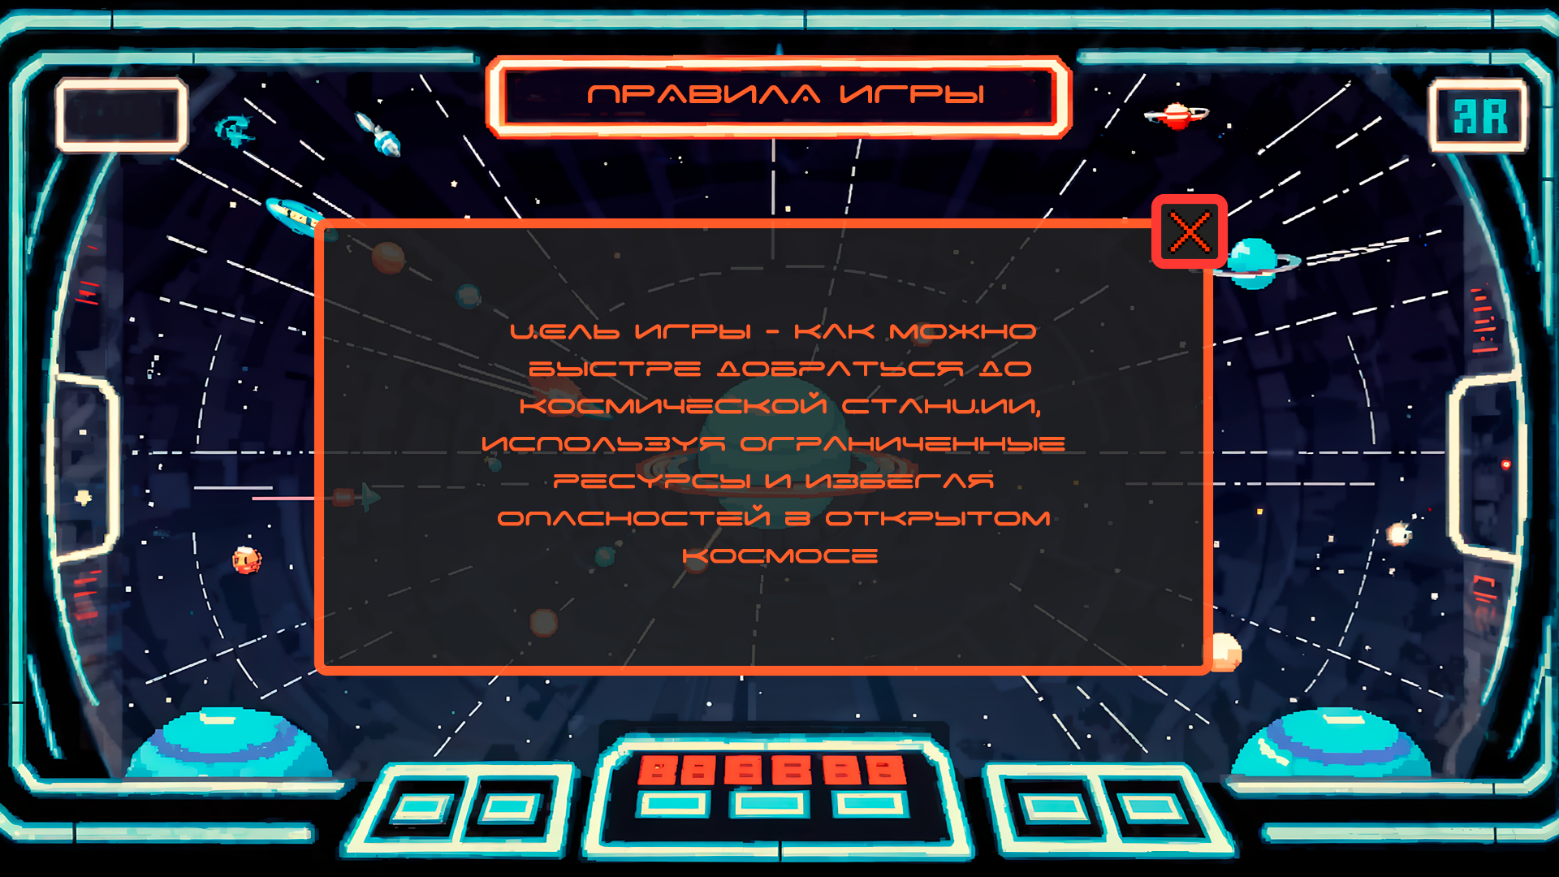 ПРАВИЛА ИГРЫ
ЦЕЛЬ ИГРЫ - КАК МОЖНО
БЫСТРЕ ДОБРАТЬСЯ ДО
КОСМИЧЕСКОЙ СТАНЦИИ,
ИСПОЛЬЗУЯ ОГРАНИЧЕННЫЕ
РЕСУРСЫ И ИЗБЕГАЯ
ОПАСНОСТЕЙ В ОТКРЫТОМ
КОСМОСЕ